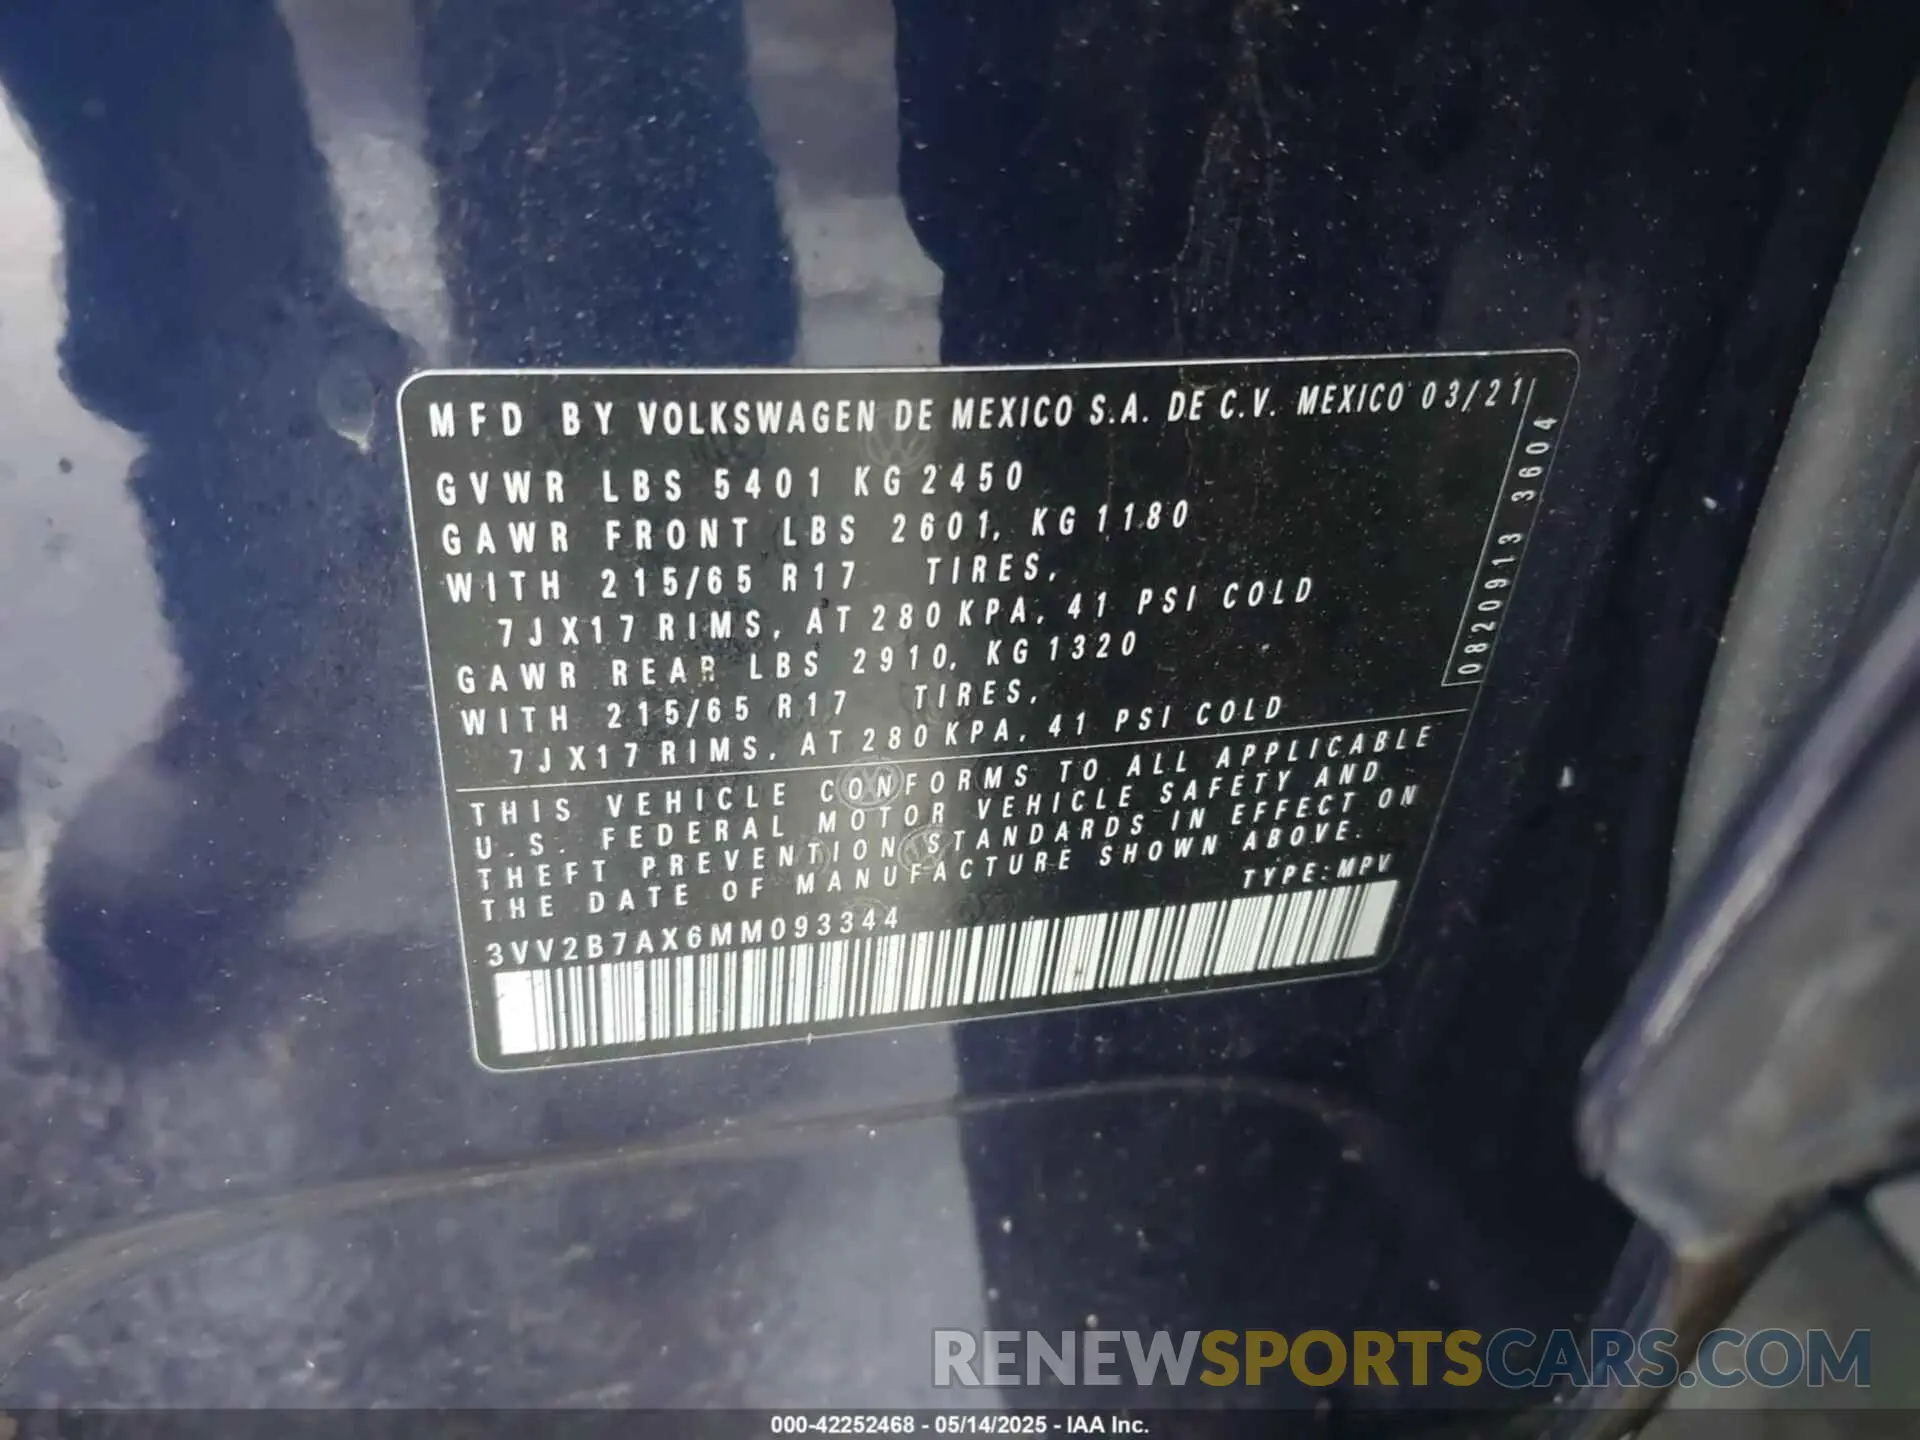 MFD BY VOLKSWAGEN DE MEXICO S.A. DE C.V. MEXICO 03/21
GVWR LBS 5401 KG 2450
GAWR FRONT LBS 2601, KG 1180
WITH 215/65 R17 TIRES,
7JX17 RIMS, AT 280 KPA, 41 PSI COLD
GAWR REAR LBS 2910, KG 1320
WITH 215/65 R17 TIRES,
7JX17 RIMS, AT 280 KPA, 41 PSI COLD
0820913 3604
THIS VEHICLE CONFORMS TO ALL APPLICABLE
U.S. FEDERAL MOTOR VEHICLE SAFETY AND
THEFT PREVENTION STANDARDS IN EFFECT ON
THE DATE OF MANUFACTURE SHOWN ABOVE.
TYPE:MPV
3VV2B7AX6MM093344
RENEWSPORTSCARS.COM
000-42252468 - 05/14/2025 - IAA Inc.